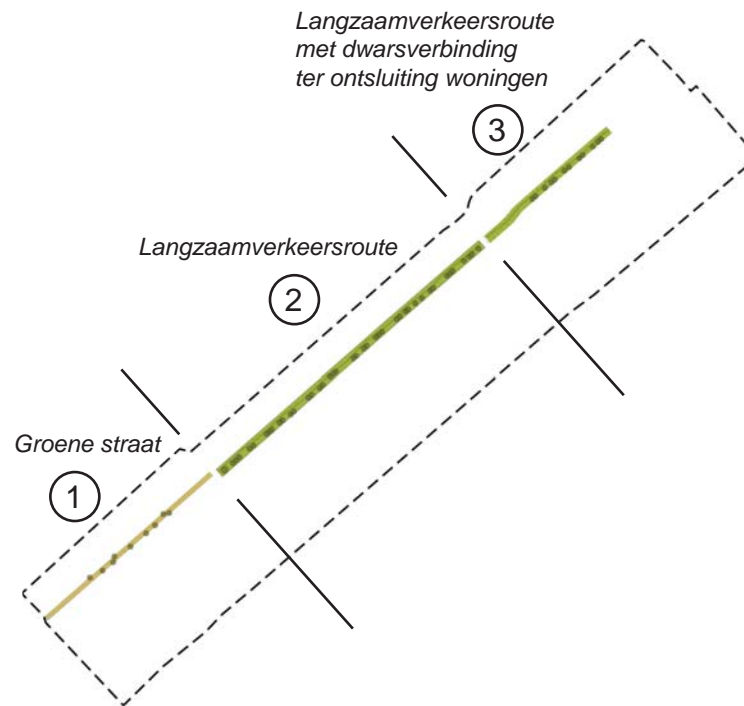 Langzaamverkeersroute
met dwarsverbinding
ter ontsluiting woningen
3
Langzaamverkeersroute
2
Groene straat
1